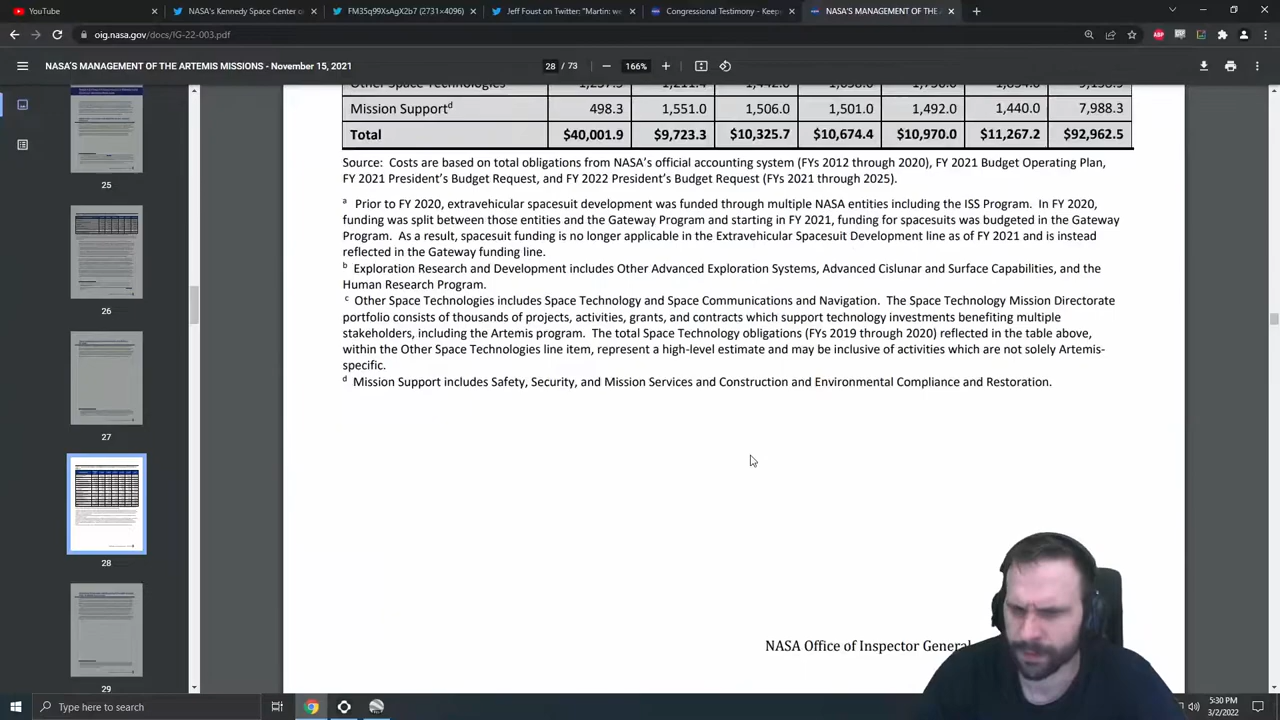 YouTube
NASA's Kennedy Space Center o
FM35q99XsAgX2b7 (2731×4096)
Jeff Foust on Twitter: "Martin: we
Congressional Testimony - Keep
NASA'S MANAGEMENT OF THE
oig.nasa.gov/docs/IG-22-003.pdf
NASA'S MANAGEMENT OF THE ARTEMIS MISSIONS - November 15, 2021
28 / 73
166%
Other Space Technologies
Mission Supportd 498.3 1,551.0 1,506.0 1,501.0 1,492.0 1,440.0 7,988.3
Total $40,001.9 $9,723.3 $10,325.7 $10,674.4 $10,970.0 $11,267.2 $92,962.5
Source: Costs are based on total obligations from NASA's official accounting system (FYs 2012 through 2020), FY 2021 Budget Operating Plan,
FY 2021 President's Budget Request, and FY 2022 President's Budget Request (FYs 2021 through 2025).
a Prior to FY 2020, extravehicular spacesuit development was funded through multiple NASA entities including the ISS Program. In FY 2020,
funding was split between those entities and the Gateway Program and starting in FY 2021, funding for spacesuits was budgeted in the Gateway
Program. As a result, spacesuit funding is no longer applicable in the Extravehicular Spacesuit Development line as of FY 2021 and is instead
reflected in the Gateway funding line.
b Exploration Research and Development includes Other Advanced Exploration Systems, Advanced Cislunar and Surface Capabilities, and the
Human Research Program.
c Other Space Technologies includes Space Technology and Space Communications and Navigation. The Space Technology Mission Directorate
portfolio consists of thousands of projects, activities, grants, and contracts which support technology investments benefiting multiple
stakeholders, including the Artemis program. The total Space Technology obligations (FYs 2019 through 2020) reflected in the table above,
within the Other Space Technologies line item, represent a high-level estimate and may be inclusive of activities which are not solely Artemis-
specific.
d Mission Support includes Safety, Security, and Mission Services and Construction and Environmental Compliance and Restoration.
NASA Office of Inspector General
25
26
27
28
29
Type here to search
5:30 PM
3/2/2022